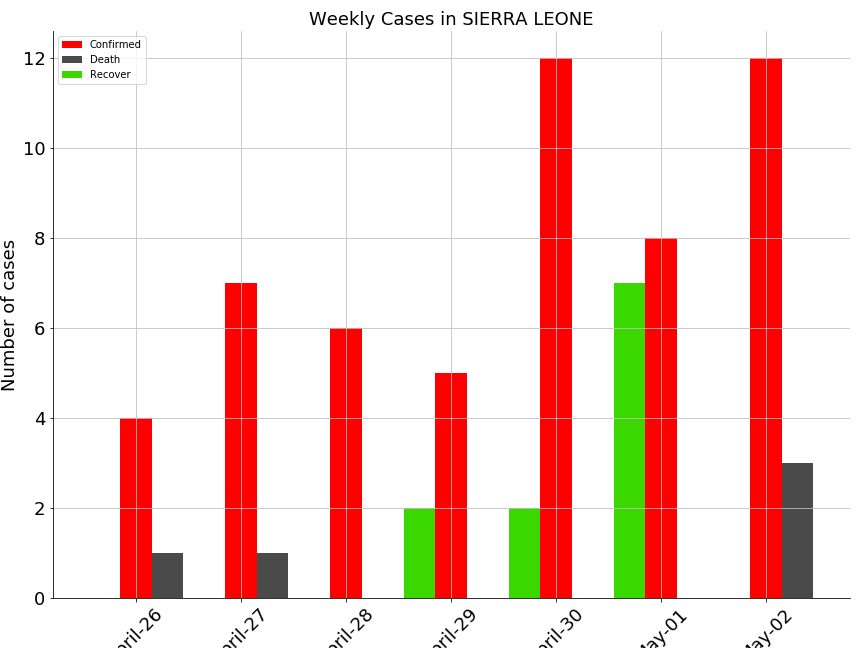 Weekly Cases in SIERRA LEONE
Confirmed
Death
Recover
Number of cases
12
10
8
6
4
2
0
pril-26
pril-27
pril-28
pril-29
pril-30
May-01
May-02